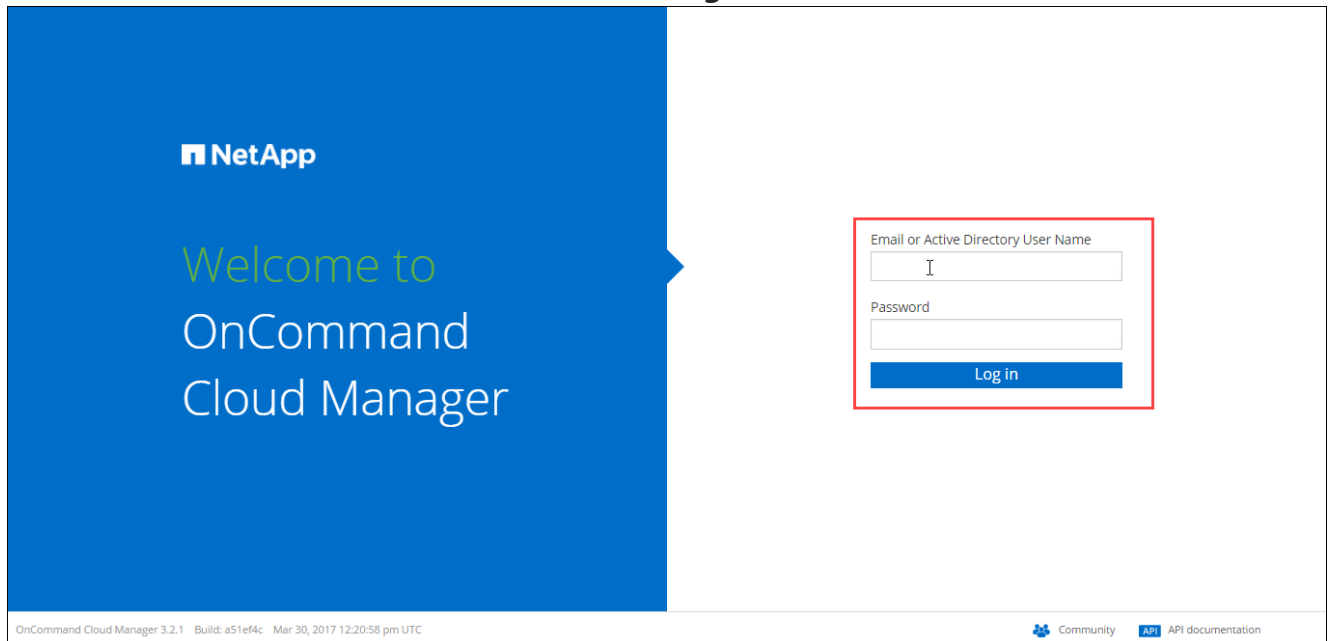 NetApp
Welcome to
OnCommand
Cloud Manager
Email or Active Directory User Name
Password
Log in
OnCommand Cloud Manager 3.2.1 Build: a51ef4c Mar 30, 2017 12:20:58 pm UTC
Community API API documentation